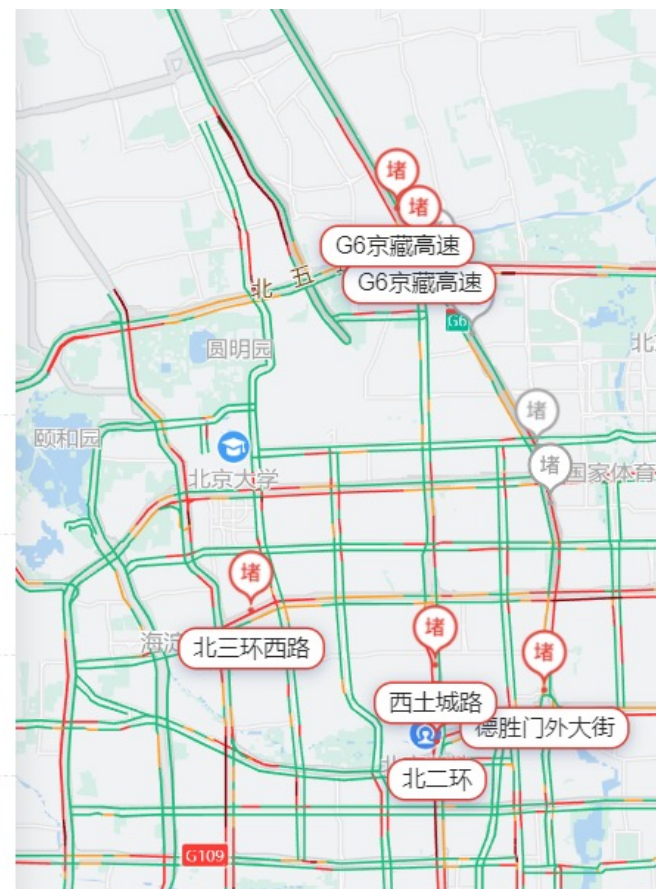 堵
堵
G6京藏高速
G6京藏高速
北五
G6
圆明园
堵
颐和园
北京大学
堵
国家体育
堵
海淀
北三环西路
堵
堵
西土城路
德胜门外大街
北二环
G109